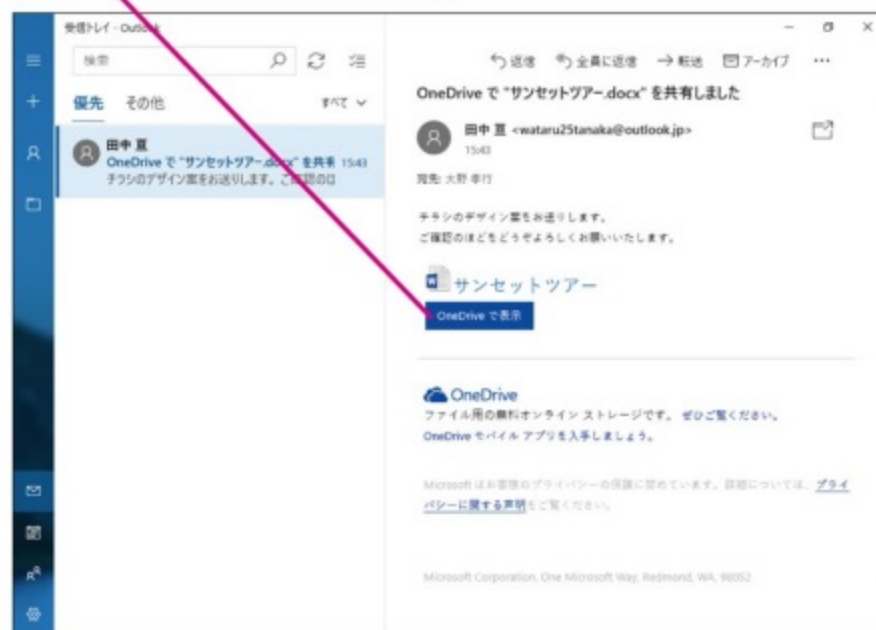 受信トレイ - Outlook
検索
優先 その他 すべて
田中 亘
OneDrive で "サンセットツアー.docx" を共有 15:43
チラシのデザイン案をお送りします。ご確認のほ
返信 全員に返信 転送 アーカイブ
OneDrive で "サンセットツアー.docx" を共有しました
田中 亘 <wataru25tanaka@outlook.jp>
15:43
宛先: 大野 孝行
チラシのデザイン案をお送りします。
ご確認のほどをどうぞよろしくお願いいたします。
サンセットツアー
OneDrive で表示
OneDrive
ファイル用の無料オンライン ストレージです。 ぜひご覧ください。
OneDrive モバイル アプリを入手しましょう。
Microsoft はお客様のプライバシーの保護に努めています。詳細については、プライ
バシーに関する声明をご覧ください。
Microsoft Corporation, One Microsoft Way, Redmond, WA, 98052